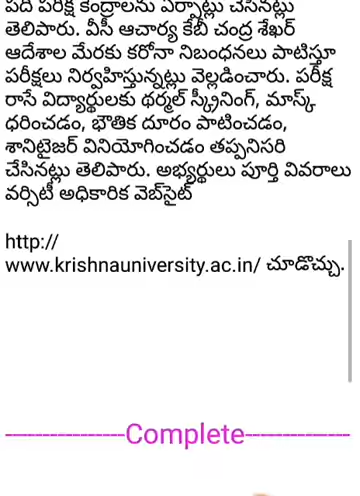 పది పరీక్ష కేంద్రాలను ఏర్పాట్లు చేసినట్లు
తెలిపారు. వీసీ ఆచార్య కేబీ చంద్ర శేఖర్
ఆదేశాల మేరకు కరోనా నిబంధనలు పాటిస్తూ
పరీక్షలు నిర్వహిస్తున్నట్లు వెల్లడించారు. పరీక్ష
రాసే విద్యార్థులకు థర్మల్ స్క్రీనింగ్, మాస్క్
ధరించడం, భౌతిక దూరం పాటించడం,
శానిటైజర్ వినియోగించడం తప్పనిసరి
చేసినట్లు తెలిపారు. అభ్యర్థులు పూర్తి వివరాలు
వర్సిటీ అధికారిక వెబ్‌సైట్
http://
www.krishnauniversity.ac.in/ చూడొచ్చు.
-----------------Complete---------------